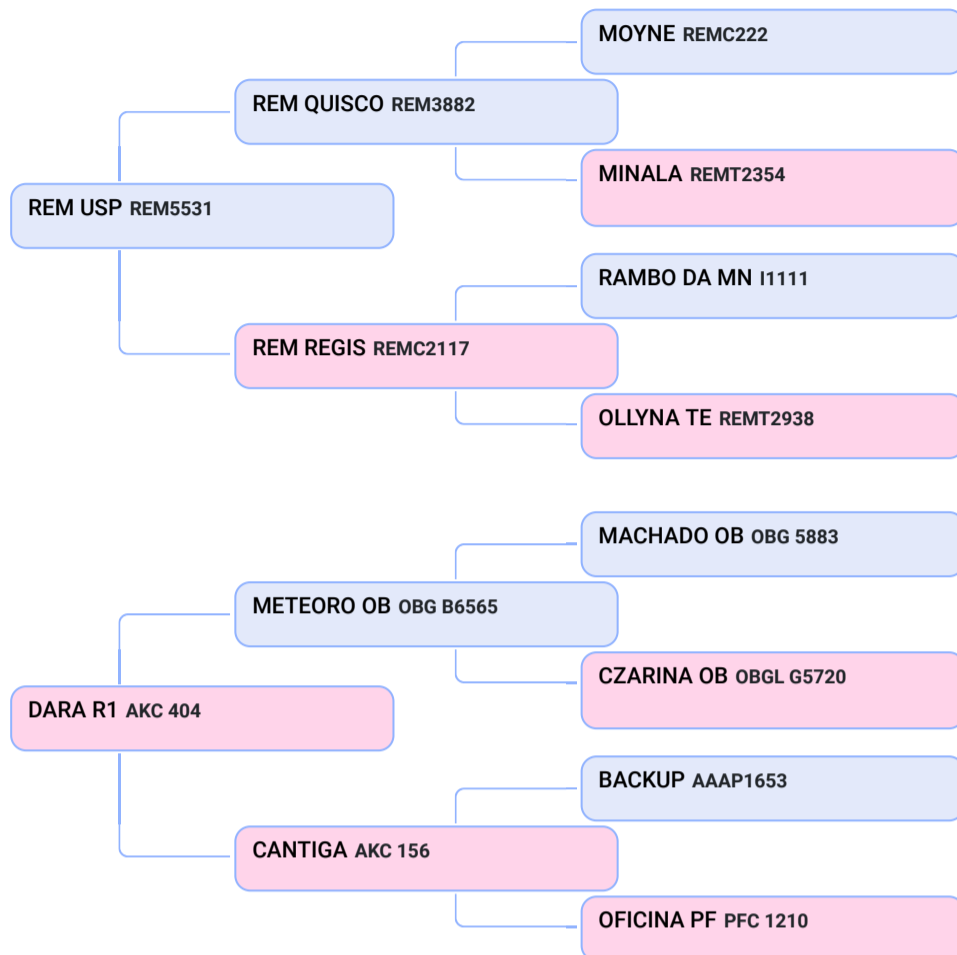 MOYNE REMC222
REM QUISCO REM3882
MINALA REMT2354
REM USP REM5531
RAMBO DA MN I1111
REM REGIS REMC2117
OLLYNA TE REMT2938
MACHADO OB OBG 5883
METEORO OB OBG B6565
CZARINA OB OBGL G5720
DARA R1 AKC 404
BACKUP AAAP1653
CANTIGA AKC 156
OFICINA PF PFC 1210